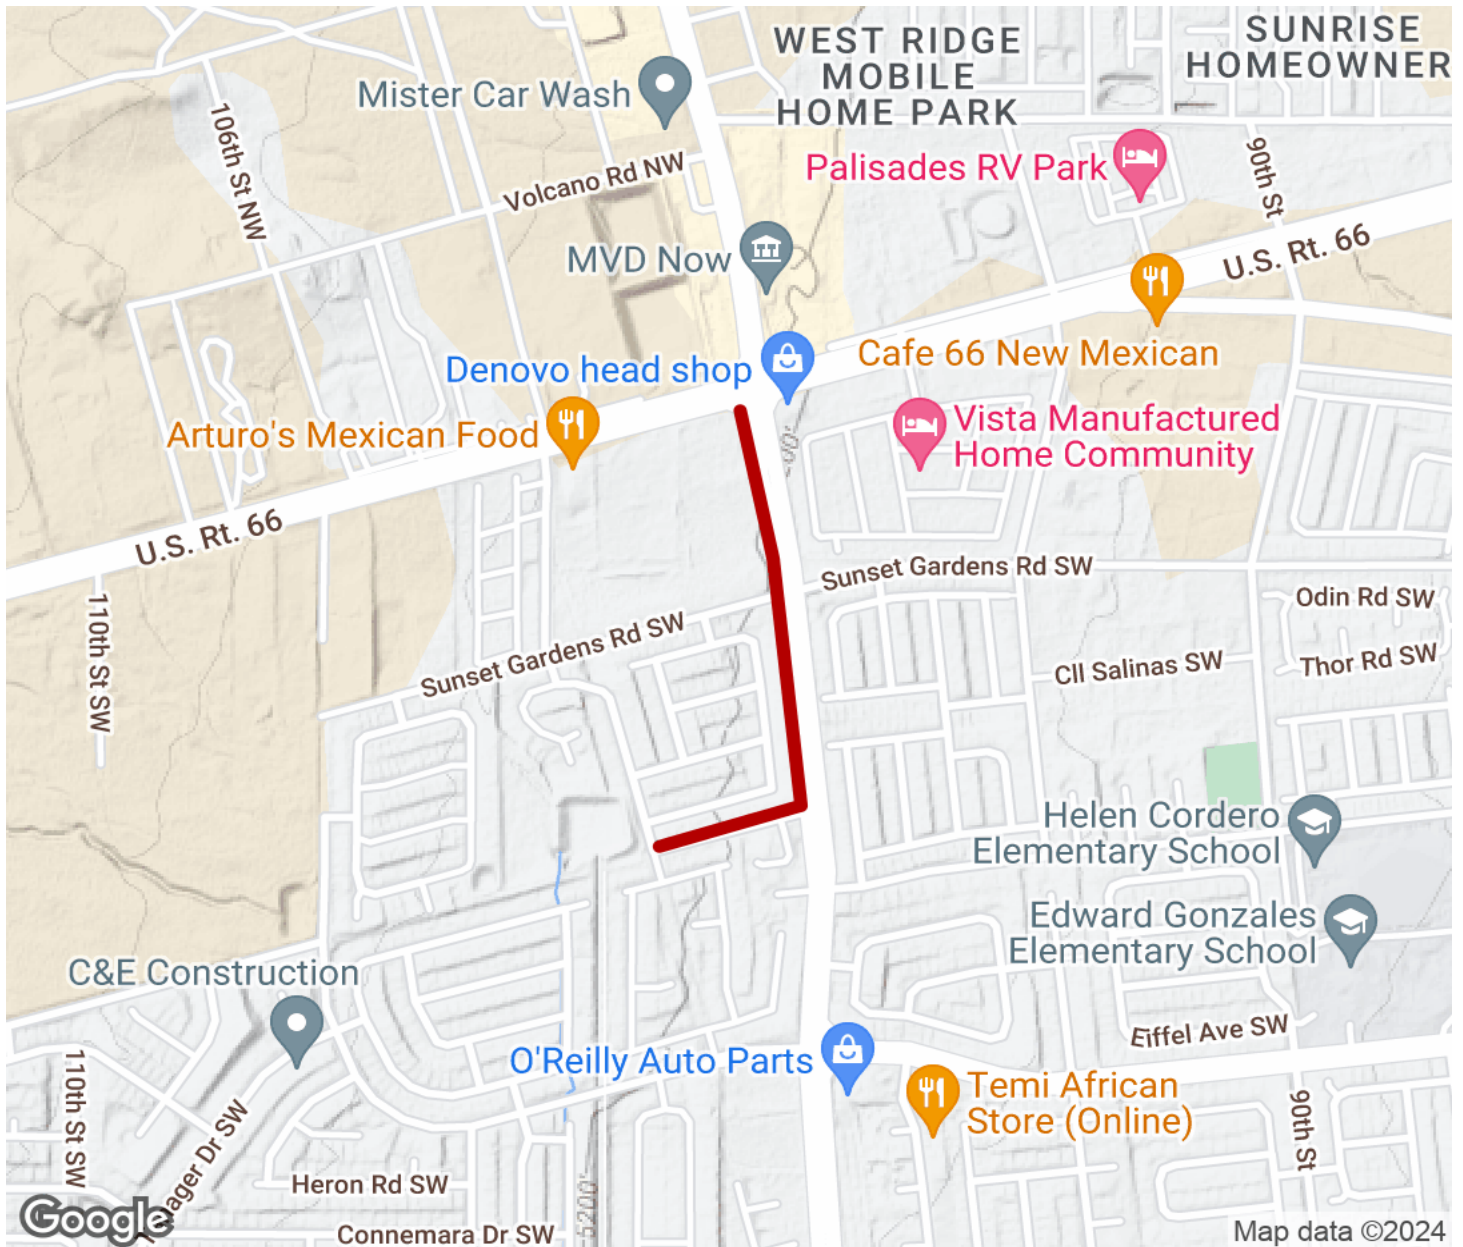 WEST RIDGE
MOBILE
HOME PARK
SUNRISE
HOMEOWNER
Mister Car Wash
106th St NW
Volcano Rd NW
Palisades RV Park
90th St
MVD Now
U.S. Rt. 66
Denovo head shop
Cafe 66 New Mexican
Arturo's Mexican Food
Vista Manufactured
Home Community
U.S. Rt. 66
Sunset Gardens Rd SW
110th St SW
Sunset Gardens Rd SW
Odin Rd SW
Cll Salinas SW
Thor Rd SW
Helen Cordero
Elementary School
Edward Gonzales
Elementary School
C&E Construction
Eiffel Ave SW
O'Reilly Auto Parts
Temi African
Store (Online)
110th St SW
90th St
Heron Rd SW
5200'
Connemara Dr SW
Google
Map data ©2024